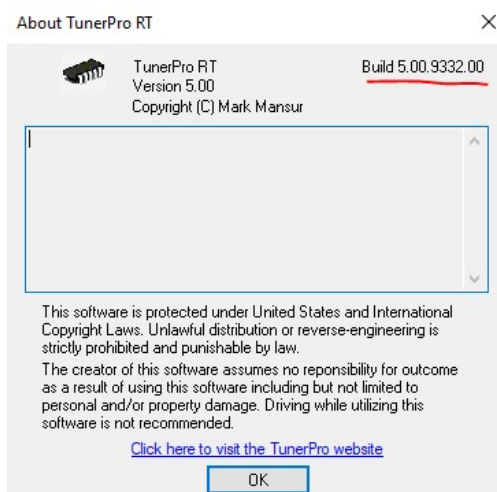 About TunerPro RT
TunerPro RT
Build 5.00.9332.00
Version 5.00
Copyright (C) Mark Mansur
This software is protected under United States and International
Copyright Laws. Unlawful distribution or reverse-engineering is
strictly prohibited and punishable by law.
The creator of this software assumes no reponsibility for outcome
as a result of using this software including but not limited to
personal and/or property damage. Driving while utilizing this
software is not recommended.
Click here to visit the TunerPro website
OK